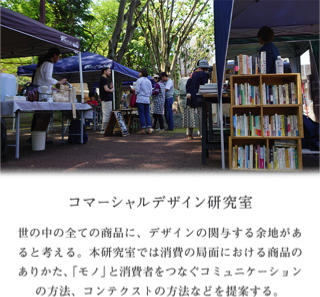 コマーシャルデザイン研究室
世の中の全ての商品に、デザインの関与する余地があ
ると考える。本研究室では消費の局面における商品の
ありかた、「モノ」と消費者をつなぐコミュニケーション
の方法、コンテクストの方法などを提案する。